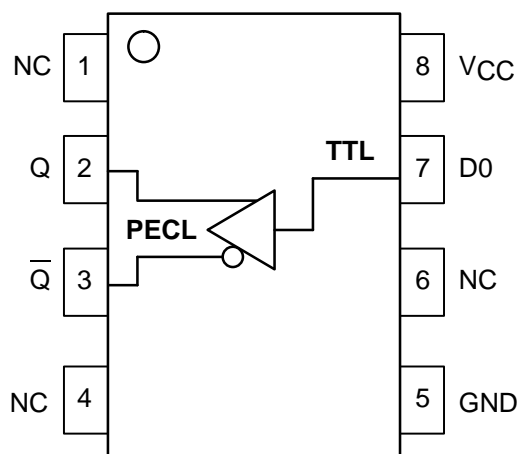 NC 1 8 VCC
TTL
Q 2 7 D0
PECL
Q̅ 3 6 NC
NC 4 5 GND